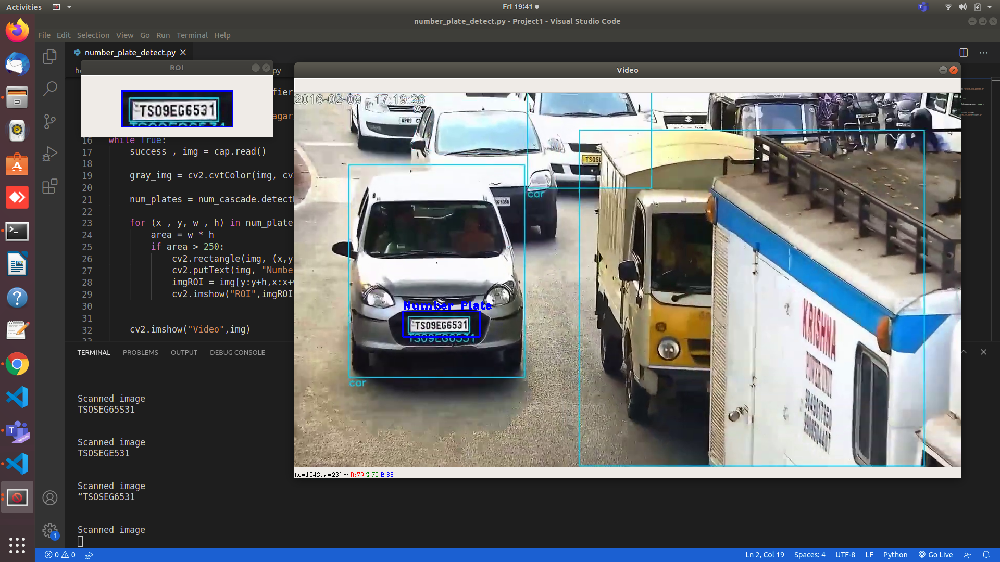 Activities
Fri 19:41
number_plate_detect.py - Project1 - Visual Studio Code
File Edit Selection View Go Run Terminal Help
number_plate_detect.py
py
ROI
TS09EG6531
fier
agar,
16 while True:
17 success , img = cap.read()
18
19 gray_img = cv2.cvtColor(img, cv
20
21 num_plates = num_cascade.detect
22
23 for (x , y, w , h) in num_plates
24 area = w * h
25 if area > 250:
26 cv2.rectangle(img, (x,y
27 cv2.putText(img, "Numbe
28 imgROI = img[y:y+h,x:x+
29 cv2.imshow("ROI",imgROI
30
31
32 cv2.imshow("Video",img)
33
Video
2016-02-09 17:19:26
AP09
TS09
car
Number Plate
TS09EG6531
TS09EG6531
car
KRISHNA
(x=1043, y=23) ~ R:79 G:70 B:85
TERMINAL PROBLEMS OUTPUT DEBUG CONSOLE
Scanned image
TSOSEG65S31
Scanned image
TSOSEGE531
Scanned image
“TSOSEG6531
Scanned image
1
0 0
Ln 2, Col 19 Spaces: 4 UTF-8 LF Python Go Live